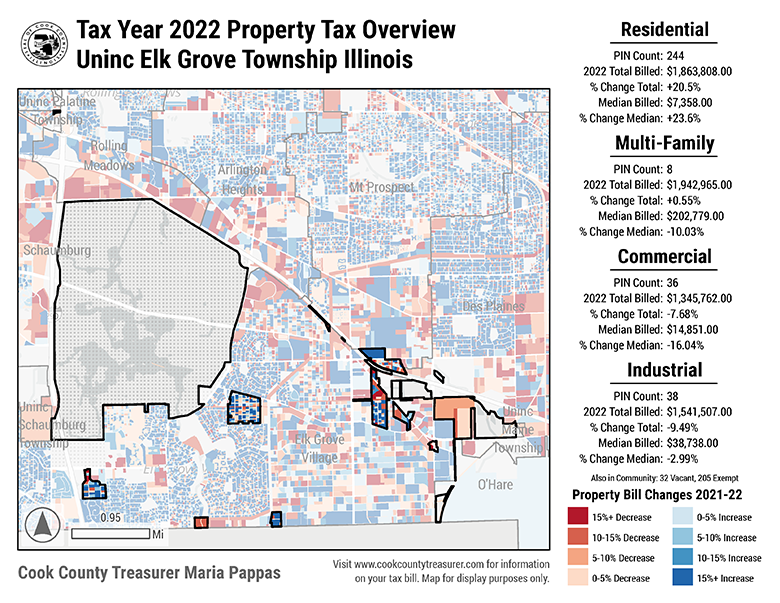 Tax Year 2022 Property Tax Overview
Uninc Elk Grove Township Illinois
Uninc Palatine
Township
Rolling
Meadows
Arlington
Heights
Mt Prospect
Schaumburg
Des Plaines
Uninc
Schaumburg
Township
Elk Grove
Village
Uninc
Maine
Township
O'Hare
0.95
Mi
Cook County Treasurer Maria Pappas
Visit www.cookcountytreasurer.com for information
on your tax bill. Map for display purposes only.
Residential
PIN Count: 244
2022 Total Billed: $1,863,808.00
% Change Total: +20.5%
Median Billed: $7,358.00
% Change Median: +23.6%
Multi-Family
PIN Count: 8
2022 Total Billed: $1,942,965.00
% Change Total: +0.55%
Median Billed: $202,779.00
% Change Median: -10.03%
Commercial
PIN Count: 36
2022 Total Billed: $1,345,762.00
% Change Total: -7.68%
Median Billed: $14,851.00
% Change Median: -16.04%
Industrial
PIN Count: 38
2022 Total Billed: $1,541,507.00
% Change Total: -9.49%
Median Billed: $38,738.00
% Change Median: -2.99%
Also in Community: 32 Vacant, 205 Exempt
Property Bill Changes 2021-22
15%+ Decrease
10-15% Decrease
5-10% Decrease
0-5% Decrease
0-5% Increase
5-10% Increase
10-15% Increase
15%+ Increase